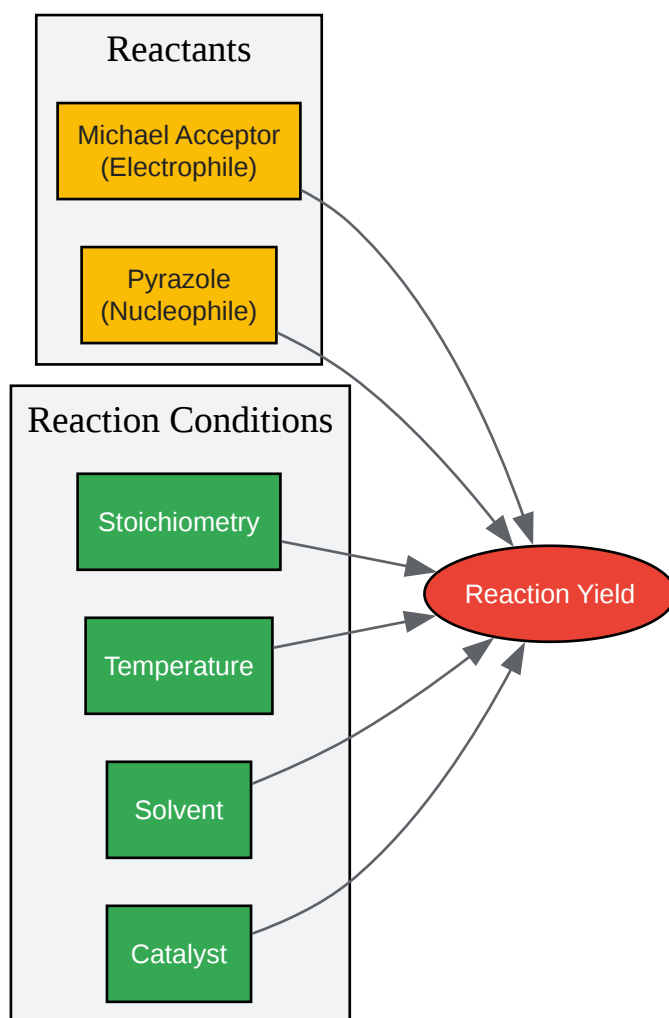 Reactants
Michael Acceptor
(Electrophile)
Pyrazole
(Nucleophile)
Reaction Conditions
Stoichiometry
Temperature
Solvent
Catalyst
Reaction Yield